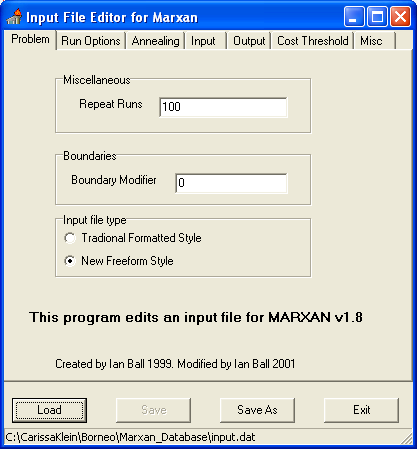 Input File Editor for Marxan
Problem Run Options Annealing Input Output Cost Threshold Misc
Miscellaneous
Repeat Runs 100
Boundaries
Boundary Modifier 0
Input file type
Tradional Formatted Style
New Freeform Style
This program edits an input file for MARXAN v1.8
Created by Ian Ball 1999. Modified by Ian Ball 2001
Load Save Save As Exit
C:\CarissaKlein\Borneo\Marxan_Database\input.dat